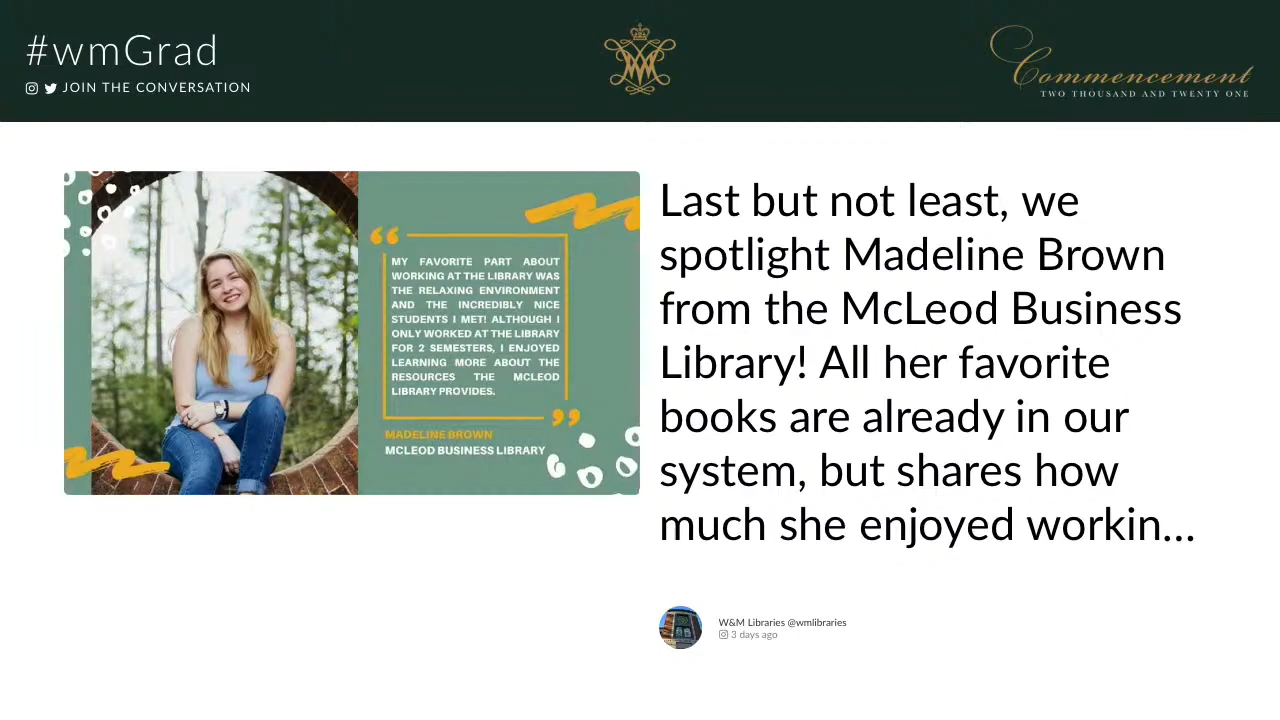 #wmGrad
JOIN THE CONVERSATION
Commencement
TWO THOUSAND AND TWENTY ONE
MY FAVORITE PART ABOUT
WORKING AT THE LIBRARY WAS
THE RELAXING ENVIRONMENT
AND THE INCREDIBLY NICE
STUDENTS I MET! ALTHOUGH I
ONLY WORKED AT THE LIBRARY
FOR 2 SEMESTERS, I ENJOYED
LEARNING MORE ABOUT THE
RESOURCES THE MCLEOD
LIBRARY PROVIDES.
MADELINE BROWN
MCLEOD BUSINESS LIBRARY
Last but not least, we
spotlight Madeline Brown
from the McLeod Business
Library! All her favorite
books are already in our
system, but shares how
much she enjoyed workin...
W&M Libraries @wmlibraries
3 days ago